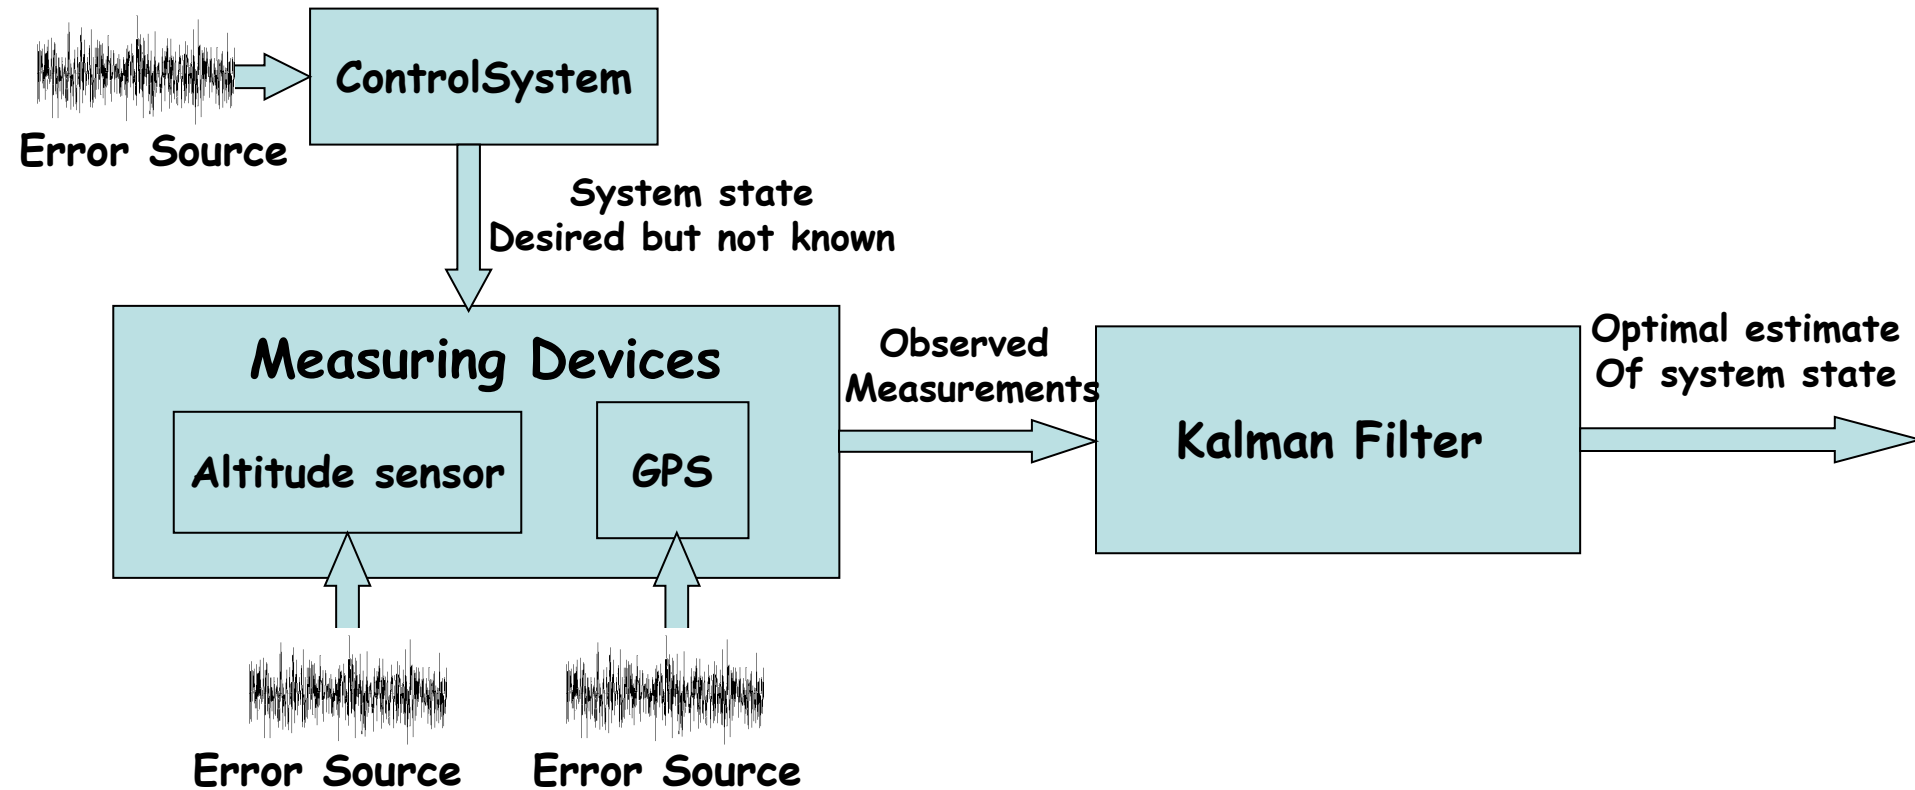 ControlSystem
Error Source
System state
Desired but not known
Measuring Devices
Altitude sensor
GPS
Error Source
Error Source
Observed
Measurements
Kalman Filter
Optimal estimate
Of system state